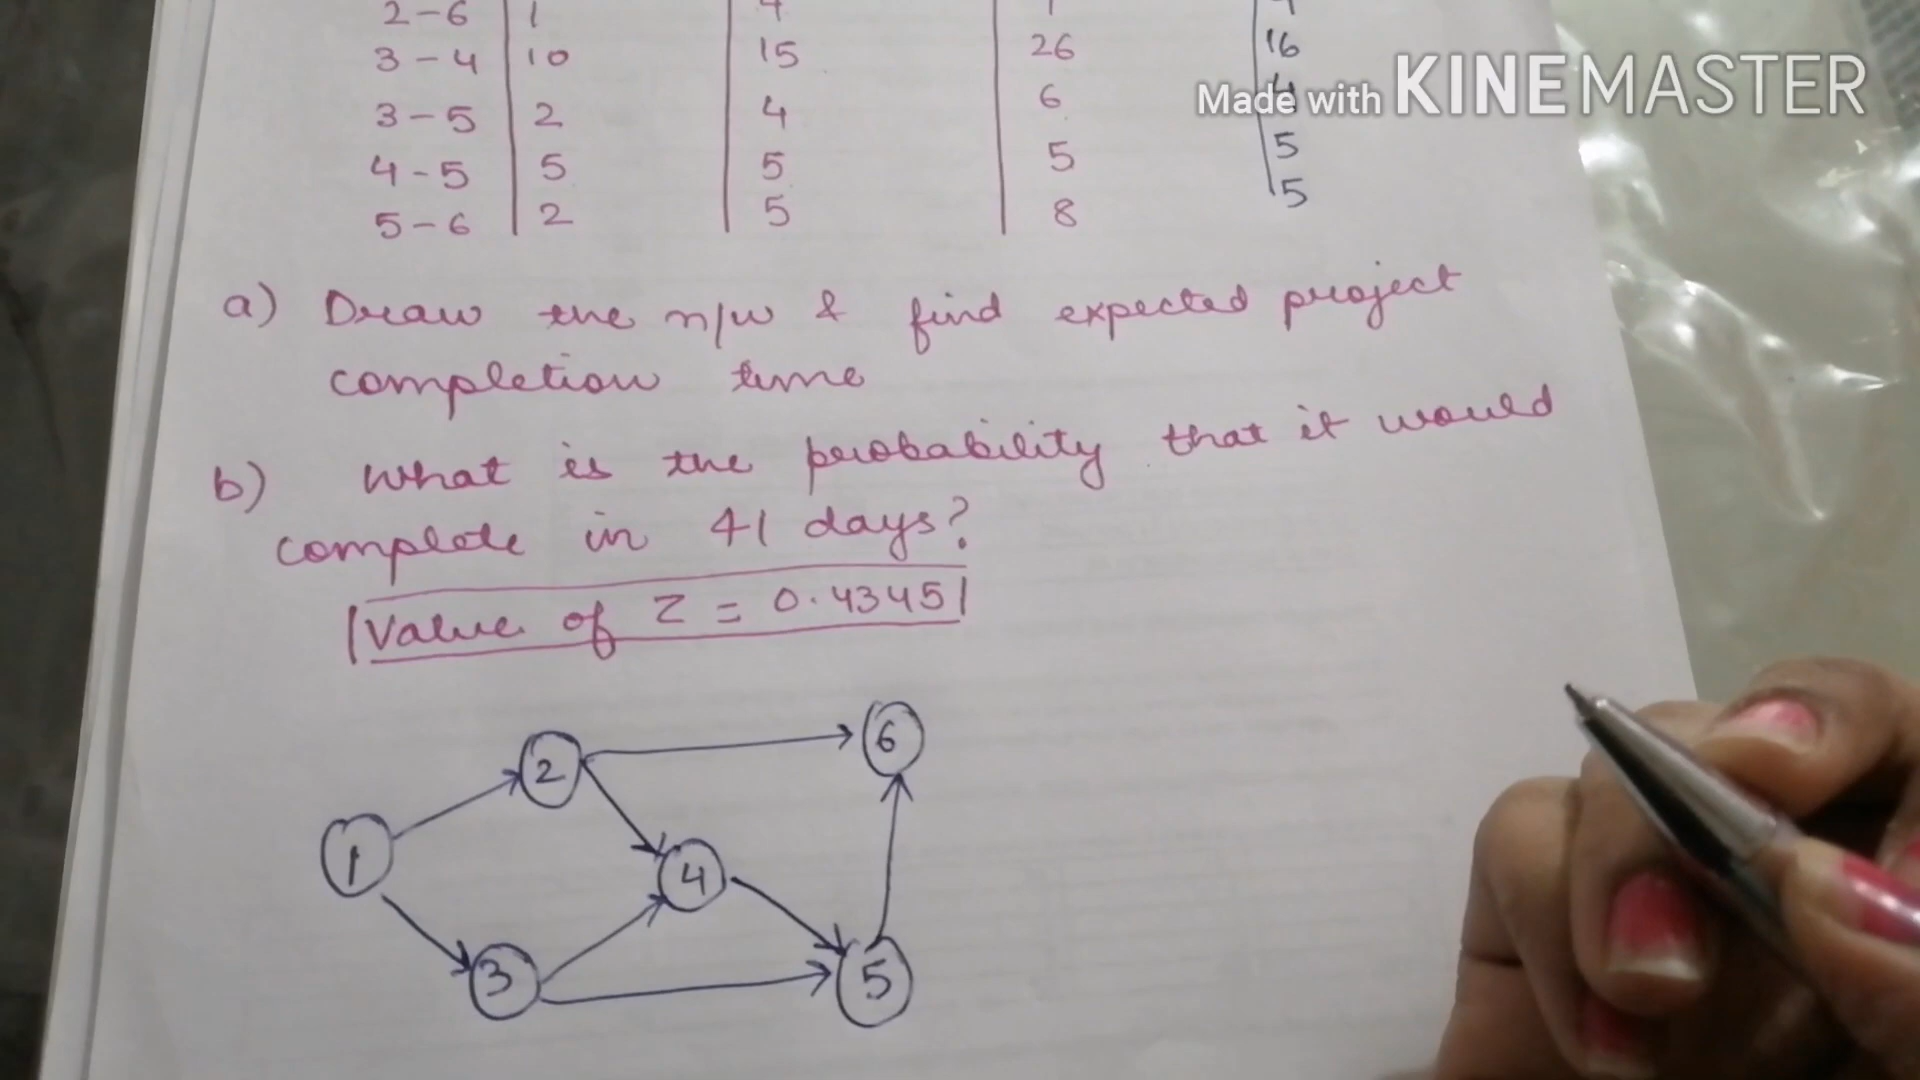 2-6 1 4
3-4 10 15 26 16
3-5 2 4 6 4
4-5 5 5 5 5
5-6 2 5 8 5
Made with KINEMASTER
a) Draw the n/w & find expected project
completion time
b) What is the probability that it would
complete in 41 days?
Value of Z = 0.4345
2 6
1 4
3 5